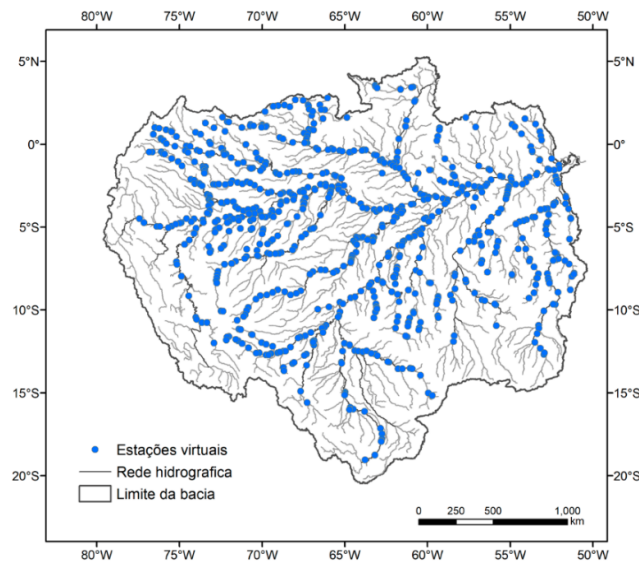 80°W 75°W 70°W 65°W 60°W 55°W 50°W
5°N 5°N
0° 0°
5°S 5°S
10°S 10°S
15°S 15°S
20°S 20°S
Estações virtuais
Rede hidrografica
Limite da bacia
0 250 500 1,000
km
80°W 75°W 70°W 65°W 60°W 55°W 50°W